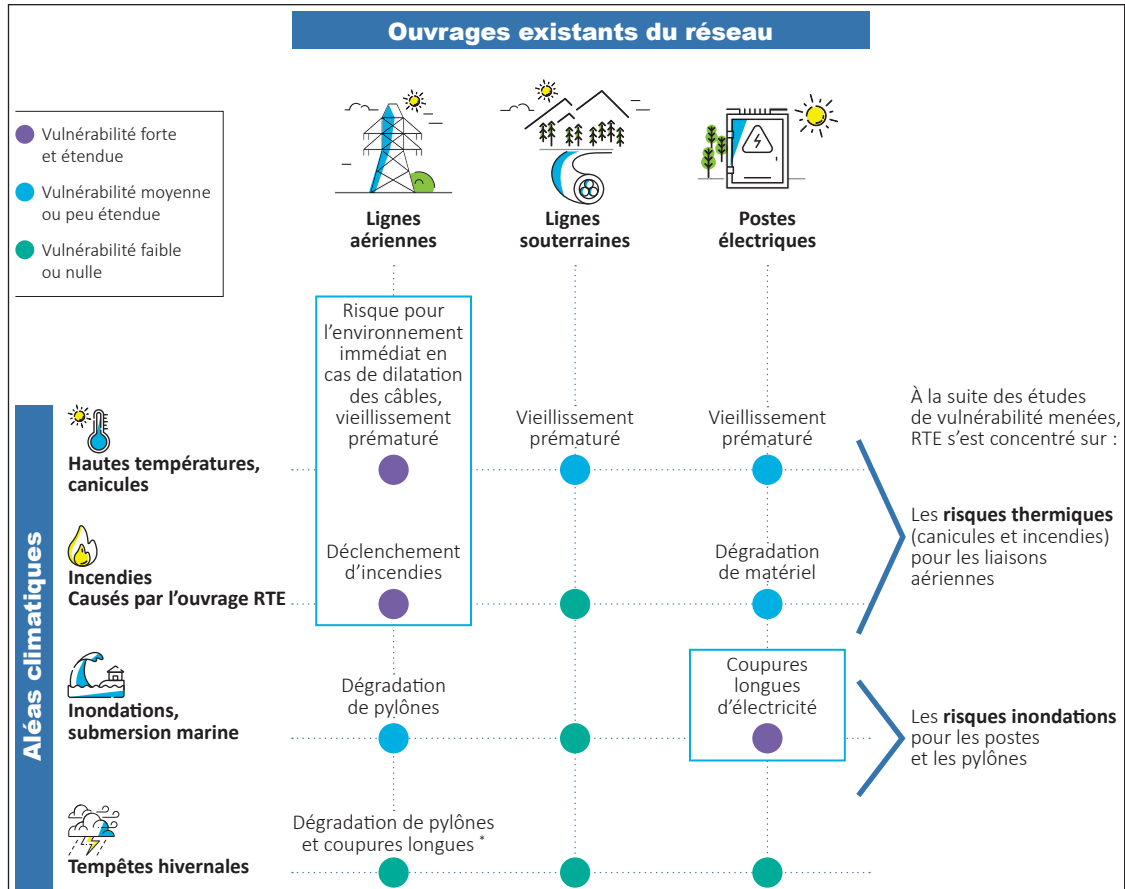 Ouvrages existants du réseau
Vulnérabilité forte
et étendue
Vulnérabilité moyenne
ou peu étendue
Vulnérabilité faible
ou nulle
Lignes
aériennes
Lignes
souterraines
Postes
électriques
Aléas climatiques
Hautes températures,
canicules
Risque pour
l’environnement
immédiat en
cas de dilatation
des câbles,
vieillissement
prématuré
Vieillissement
prématuré
Vieillissement
prématuré
Incendies
Causés par l’ouvrage RTE
Déclenchement
d’incendies
Dégradation
de matériel
Inondations,
submersion marine
Dégradation
de pylônes
Coupures
longues
d’électricité
Tempêtes hivernales
Dégradation de pylônes
et coupures longues *
À la suite des études
de vulnérabilité menées,
RTE s’est concentré sur :
Les risques thermiques
(canicules et incendies)
pour les liaisons
aériennes
Les risques inondations
pour les postes
et les pylônes